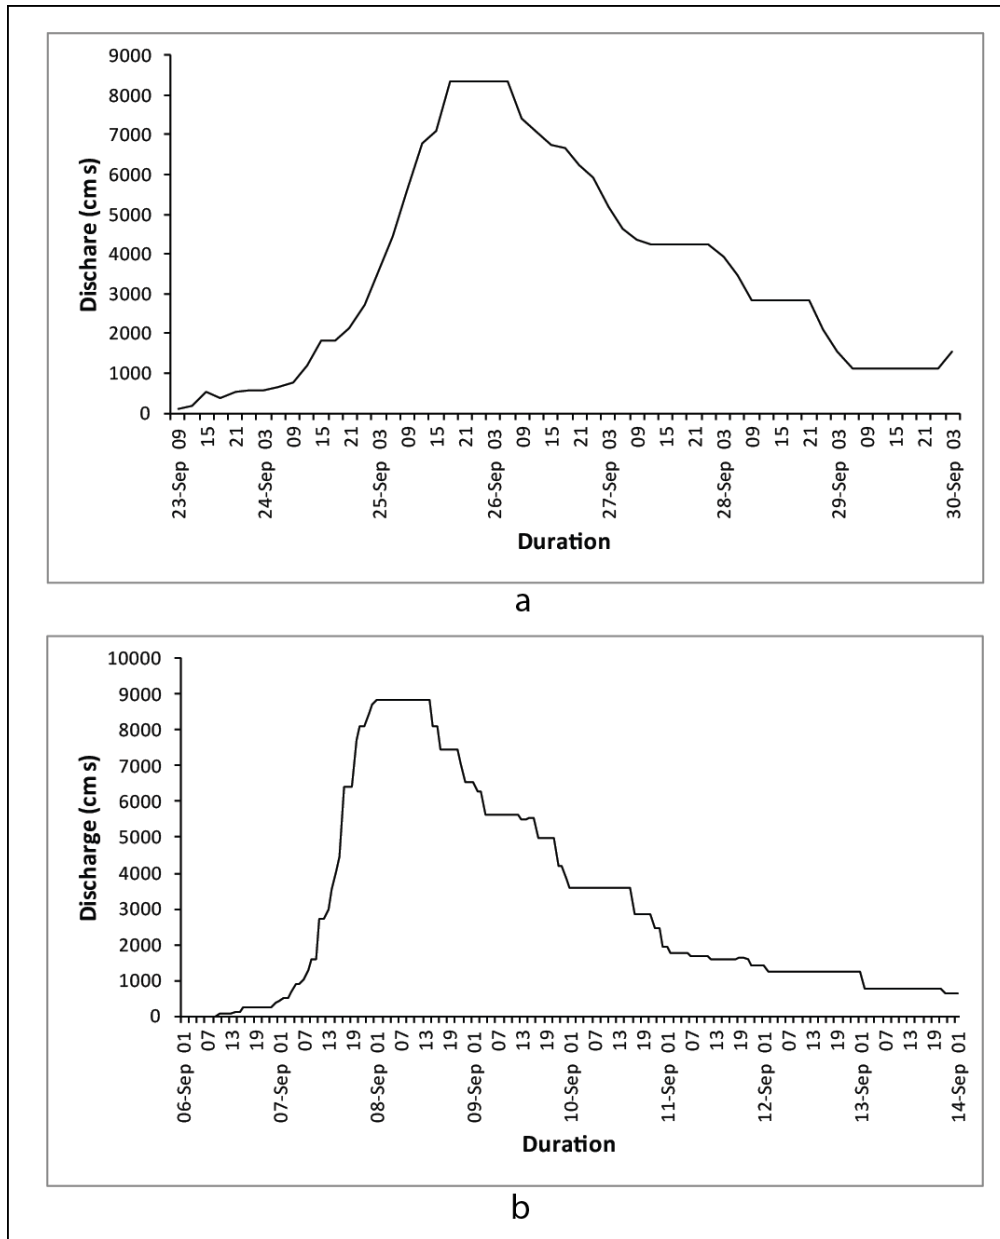 9000
8000
7000
6000
5000
4000
3000
2000
1000
0
Dischare (cm s)
23-Sep 09
15
21
24-Sep 03
09
15
21
25-Sep 03
09
15
21
26-Sep 03
09
15
21
27-Sep 03
09
15
21
28-Sep 03
09
15
21
29-Sep 03
09
15
21
30-Sep 03
Duration
a
10000
9000
8000
7000
6000
5000
4000
3000
2000
1000
0
Discharge (cm s)
06-Sep 01
07
13
19
07-Sep 01
07
13
19
08-Sep 01
07
13
19
09-Sep 01
07
13
19
10-Sep 01
07
13
19
11-Sep 01
07
13
19
12-Sep 01
07
13
19
13-Sep 01
07
13
19
14-Sep 01
Duration
b